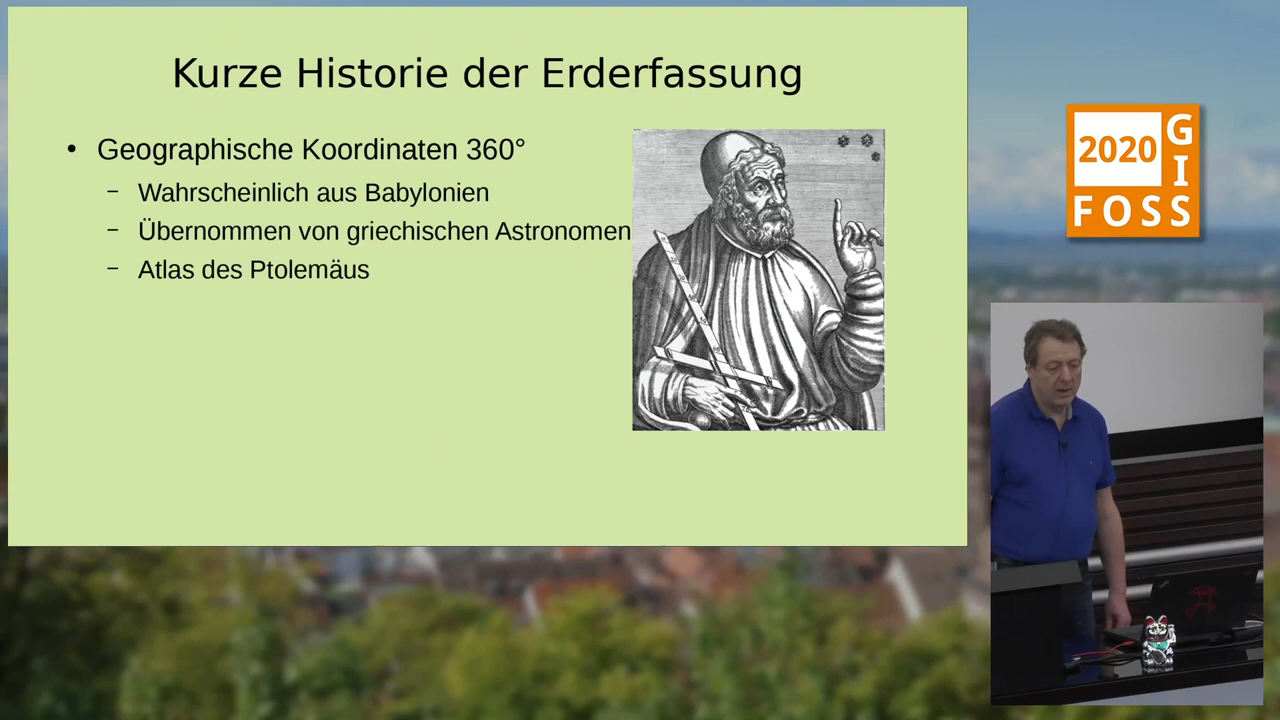 Kurze Historie der Erderfassung
• Geographische Koordinaten 360°
– Wahrscheinlich aus Babylonien
– Übernommen von griechischen Astronomen
– Atlas des Ptolemäus
2020
G
I
FOSS